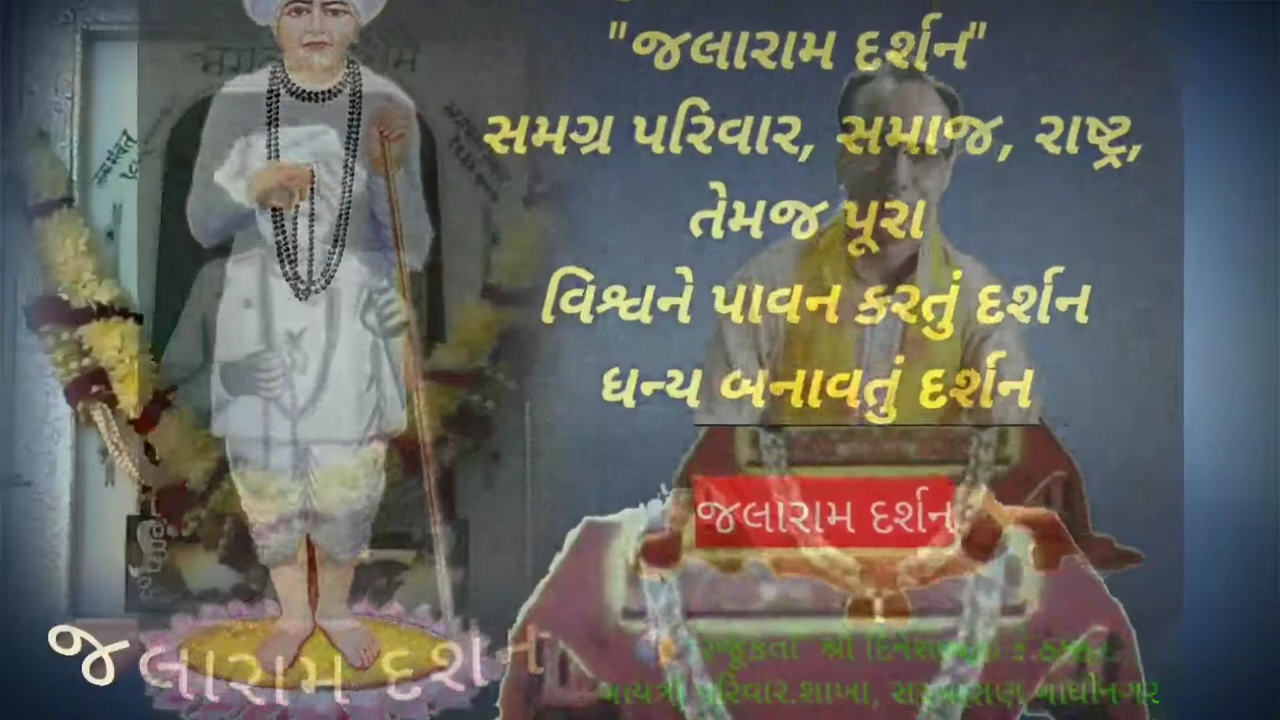 "જલારામ દર્શન"
સમગ્ર પરિવાર, સમાજ, રાષ્ટ્ર,
તેમજ પૂરા
વિશ્વને પાવન કરતું દર્શન
ધન્ય બનાવતું દર્શન
જલારામ દર્શન
જલારામ દર્શન
શ્રી
પરિવાર.શાખા,